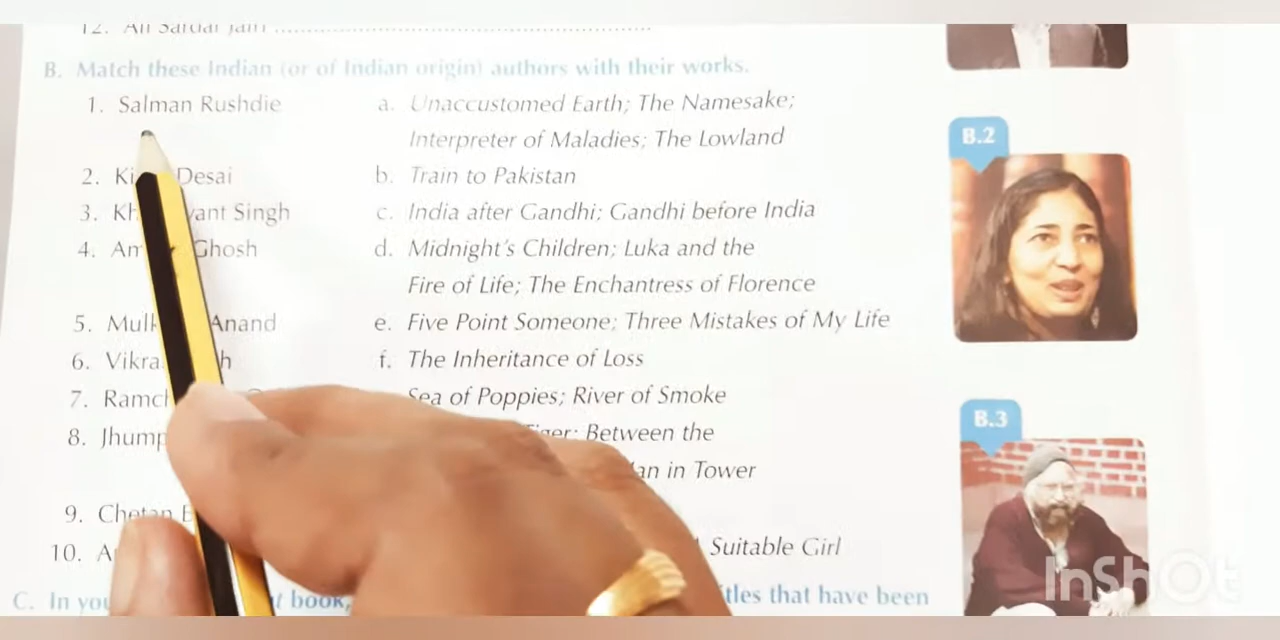 12. Ali Sardar Jafri
B. Match these Indian (or of Indian origin) authors with their works.
1. Salman Rushdie a. Unaccustomed Earth; The Namesake;
Interpreter of Maladies; The Lowland
2. Ki Desai b. Train to Pakistan
3. Kh want Singh c. India after Gandhi; Gandhi before India
4. Am Ghosh d. Midnight's Children; Luka and the
Fire of Life; The Enchantress of Florence
5. Mulk Anand e. Five Point Someone; Three Mistakes of My Life
6. Vikra h f. The Inheritance of Loss
7. Ramch Sea of Poppies; River of Smoke
8. Jhump Tiger; Between the
an in Tower
9. Chetan B
10. A Suitable Girl
C. In you t book, tles that have been
B.2
B.3
InShOt